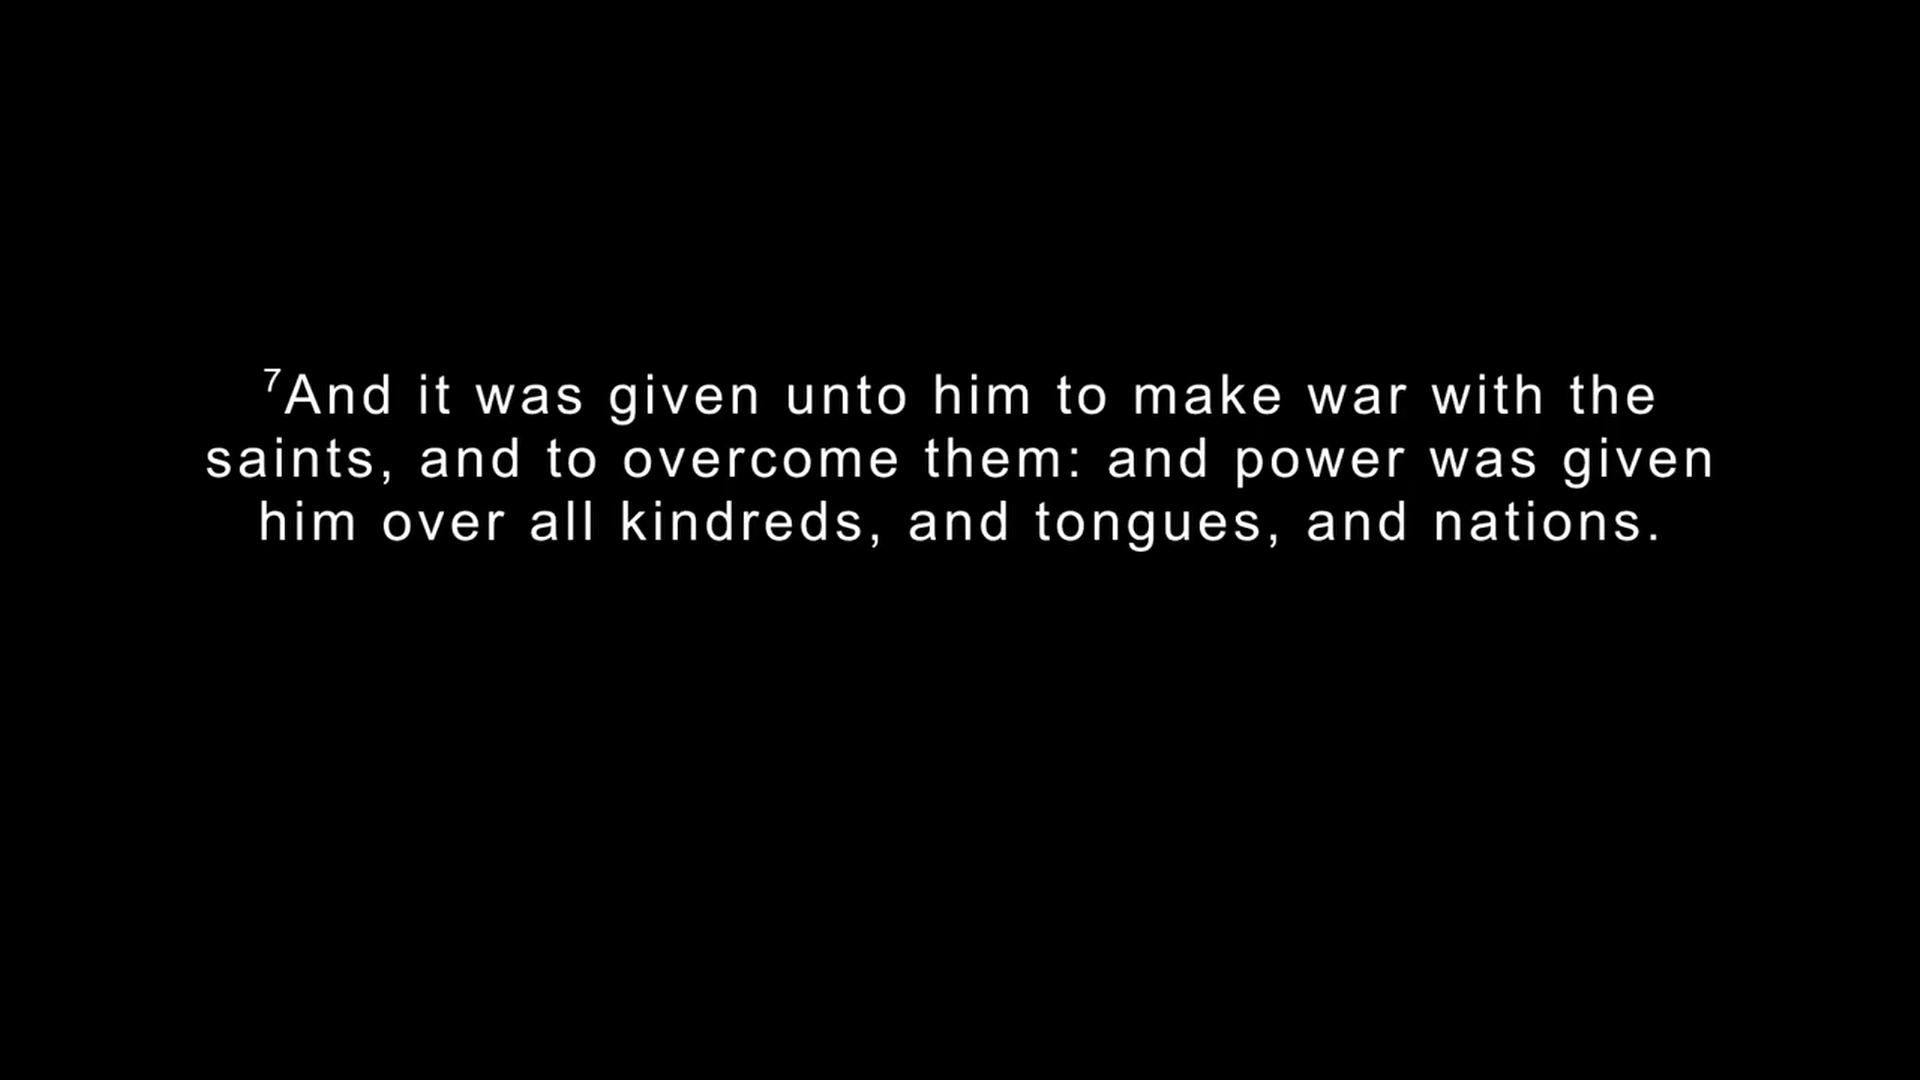 ⁷And it was given unto him to make war with the
saints, and to overcome them: and power was given
him over all kindreds, and tongues, and nations.